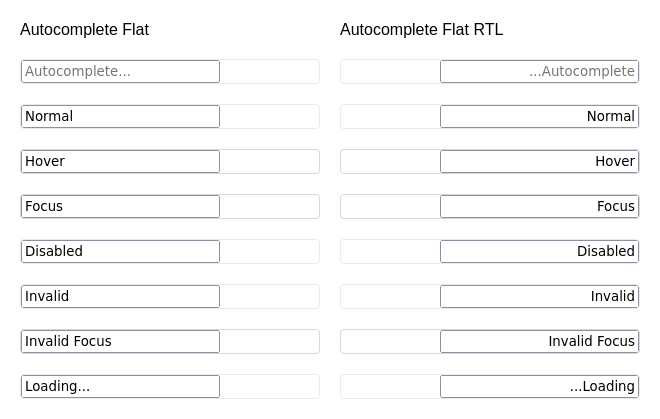 Autocomplete Flat
Autocomplete...
Normal
Hover
Focus
Disabled
Invalid
Invalid Focus
Loading...
Autocomplete Flat RTL
...Autocomplete
Normal
Hover
Focus
Disabled
Invalid
Invalid Focus
...Loading